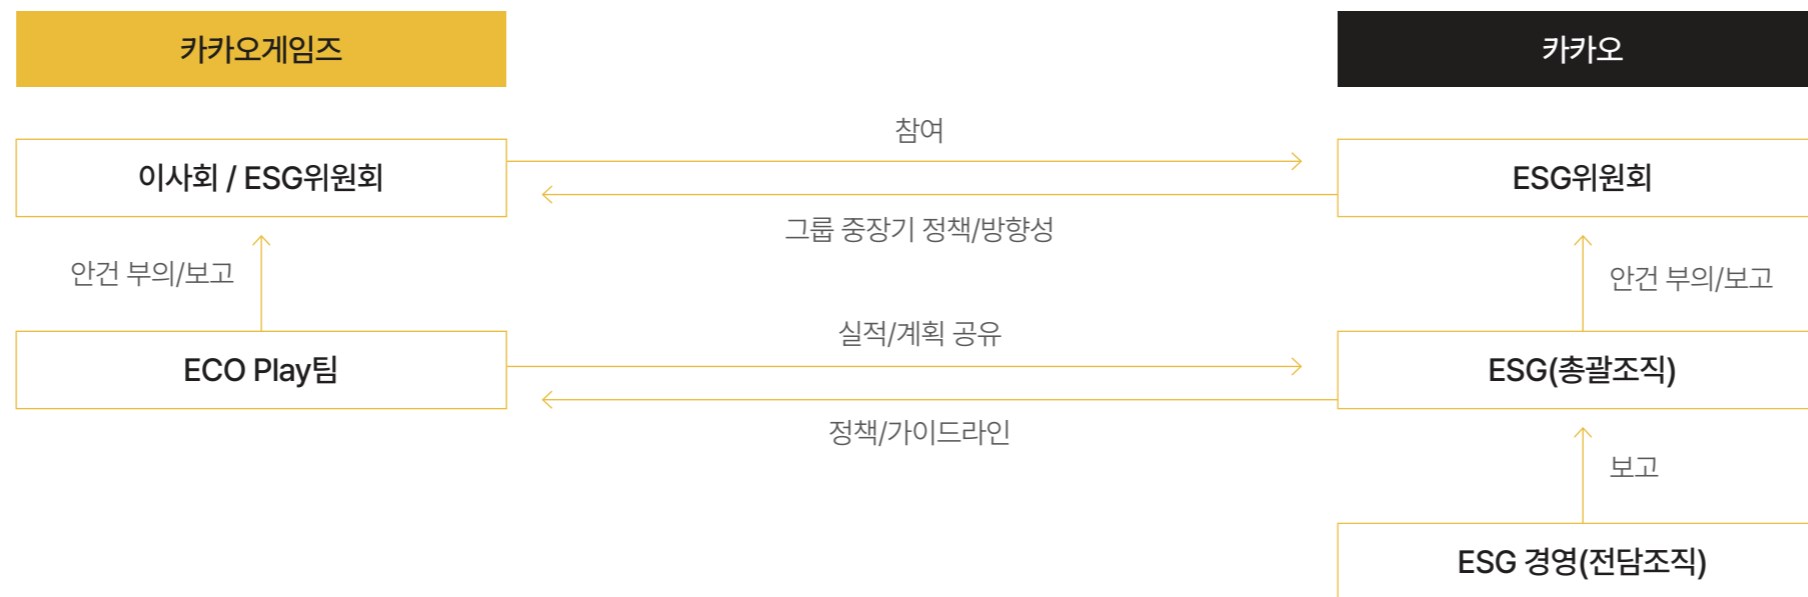 카카오게임즈
카카오
참여
이사회 / ESG위원회
ESG위원회
그룹 중장기 정책/방향성
안건 부의/보고
안건 부의/보고
실적/계획 공유
ECO Play팀
ESG(총괄조직)
정책/가이드라인
보고
ESG 경영(전담조직)